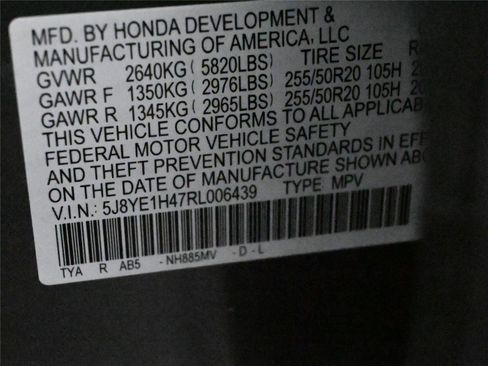 MFD. BY HONDA DEVELOPMENT &
MANUFACTURING OF AMERICA, LLC
GVWR 2640KG ( 5820LBS) TIRE SIZE R
GAWR F 1350KG ( 2976LBS) 255/50R20 105H
GAWR R 1345KG ( 2965LBS) 255/50R20 105H 20
THIS VEHICLE CONFORMS TO ALL APPLICAB
FEDERAL MOTOR VEHICLE SAFETY
AND THEFT PREVENTION STANDARDS IN EFF
ON THE DATE OF MANUFACTURE SHOWN ABO
V.I.N.: 5J8YE1H47RL006439 TYPE: MPV
TYA R AB5 - NH885MV - D - L